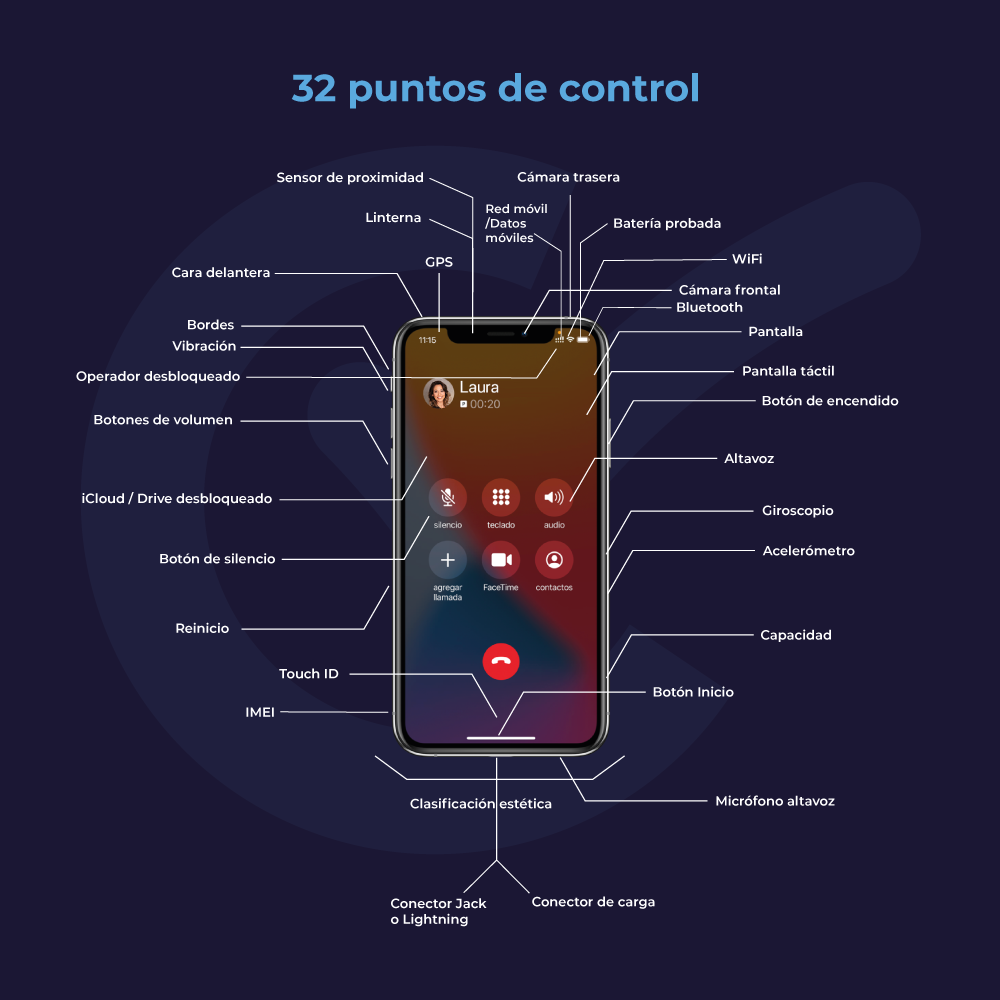 32 puntos de control
Sensor de proximidad
Cámara trasera
Linterna
Red móvil
/Datos
móviles
Batería probada
GPS
WiFi
Cara delantera
Cámara frontal
Bluetooth
Bordes
Pantalla
Vibración
11:15
Operador desbloqueado
Pantalla táctil
Laura
P 00:20
Botón de encendido
Botones de volumen
Altavoz
iCloud / Drive desbloqueado
silencio
teclado
audio
Giroscopio
Botón de silencio
Acelerómetro
agregar
llamada
FaceTime
contactos
Reinicio
Capacidad
Touch ID
Botón Inicio
IMEI
Clasificación estética
Micrófono altavoz
Conector Jack
o Lightning
Conector de carga